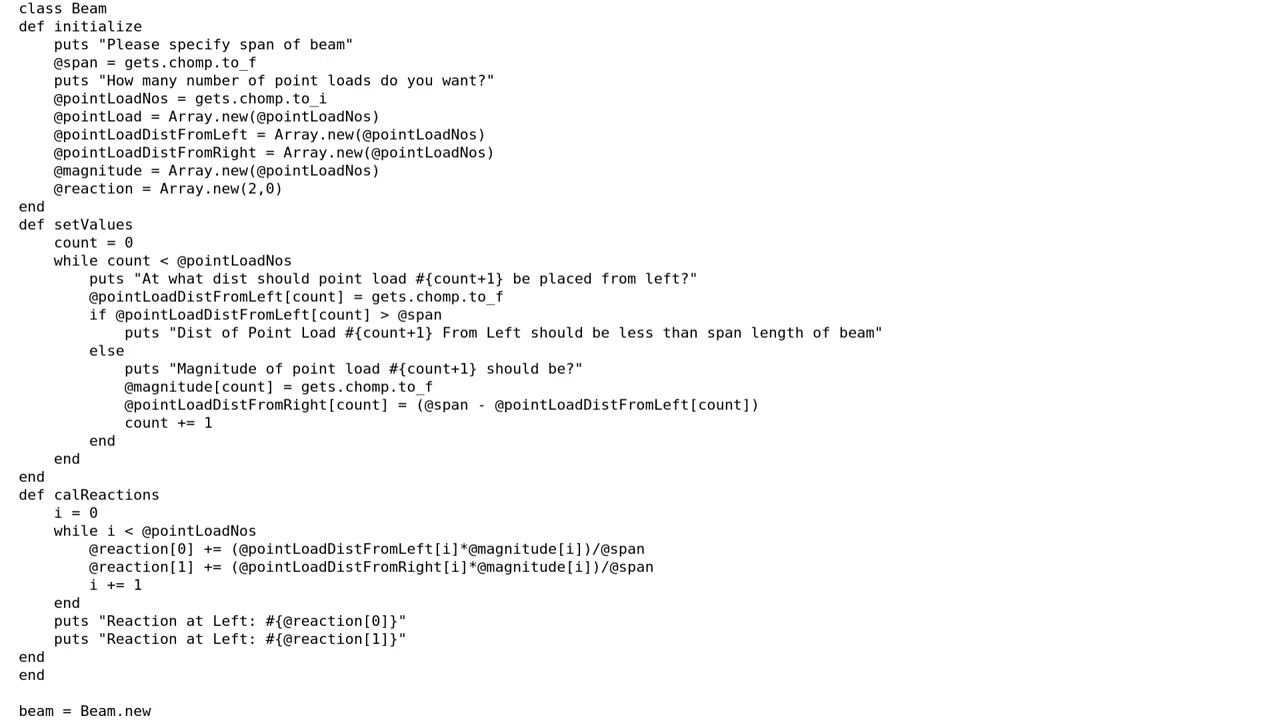 class Beam
def initialize
    puts "Please specify span of beam"
    @span = gets.chomp.to_f
    puts "How many number of point loads do you want?"
    @pointLoadNos = gets.chomp.to_i
    @pointLoad = Array.new(@pointLoadNos)
    @pointLoadDistFromLeft = Array.new(@pointLoadNos)
    @pointLoadDistFromRight = Array.new(@pointLoadNos)
    @magnitude = Array.new(@pointLoadNos)
    @reaction = Array.new(2,0)
end
def setValues
    count = 0
    while count < @pointLoadNos
        puts "At what dist should point load #{count+1} be placed from left?"
        @pointLoadDistFromLeft[count] = gets.chomp.to_f
        if @pointLoadDistFromLeft[count] > @span
            puts "Dist of Point Load #{count+1} From Left should be less than span length of beam"
        else
            puts "Magnitude of point load #{count+1} should be?"
            @magnitude[count] = gets.chomp.to_f
            @pointLoadDistFromRight[count] = (@span - @pointLoadDistFromLeft[count])
            count += 1
        end
    end
end
def calReactions
    i = 0
    while i < @pointLoadNos
        @reaction[0] += (@pointLoadDistFromLeft[i]*@magnitude[i])/@span
        @reaction[1] += (@pointLoadDistFromRight[i]*@magnitude[i])/@span
        i += 1
    end
    puts "Reaction at Left: #{@reaction[0]}"
    puts "Reaction at Left: #{@reaction[1]}"
end
end

beam = Beam.new